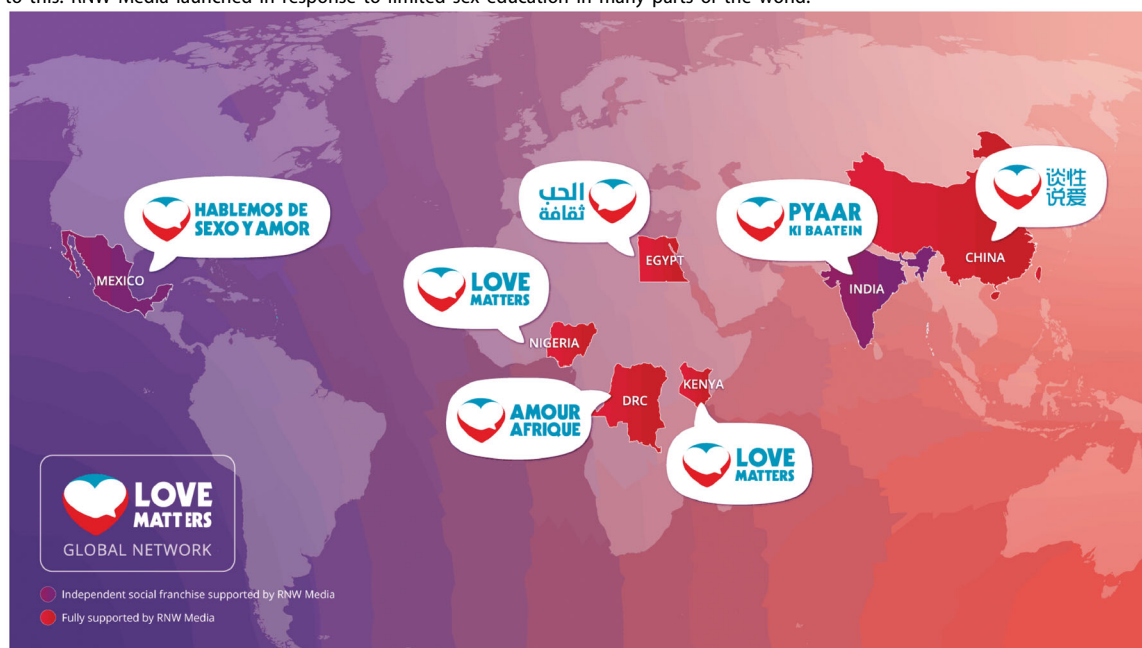 to this. RNW Media launched in response to limited sex education in many parts of the world.
HABLEMOS DE
SEXO Y AMOR
MEXICO
الحب
ثقافة
EGYPT
PYAAR
KI BAATEIN
INDIA
谈性
说爱
CHINA
LOVE
MATTERS
NIGERIA
AMOUR
AFRIQUE
DRC
KENYA
LOVE
MATTERS
LOVE
MATTERS
GLOBAL NETWORK
Independent social franchise supported by RNW Media
Fully supported by RNW Media